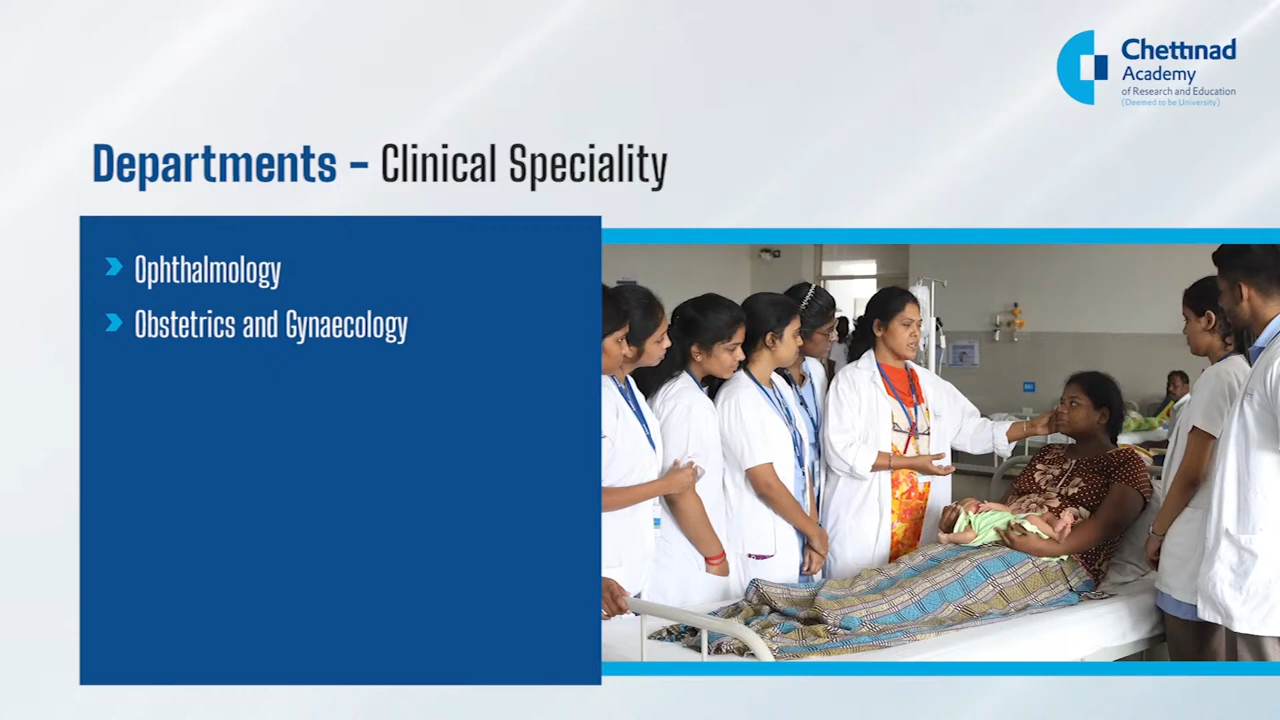 Chettinad
Academy
of Research and Education
(Deemed to be University)
Departments - Clinical Speciality
Ophthalmology
Obstetrics and Gynaecology